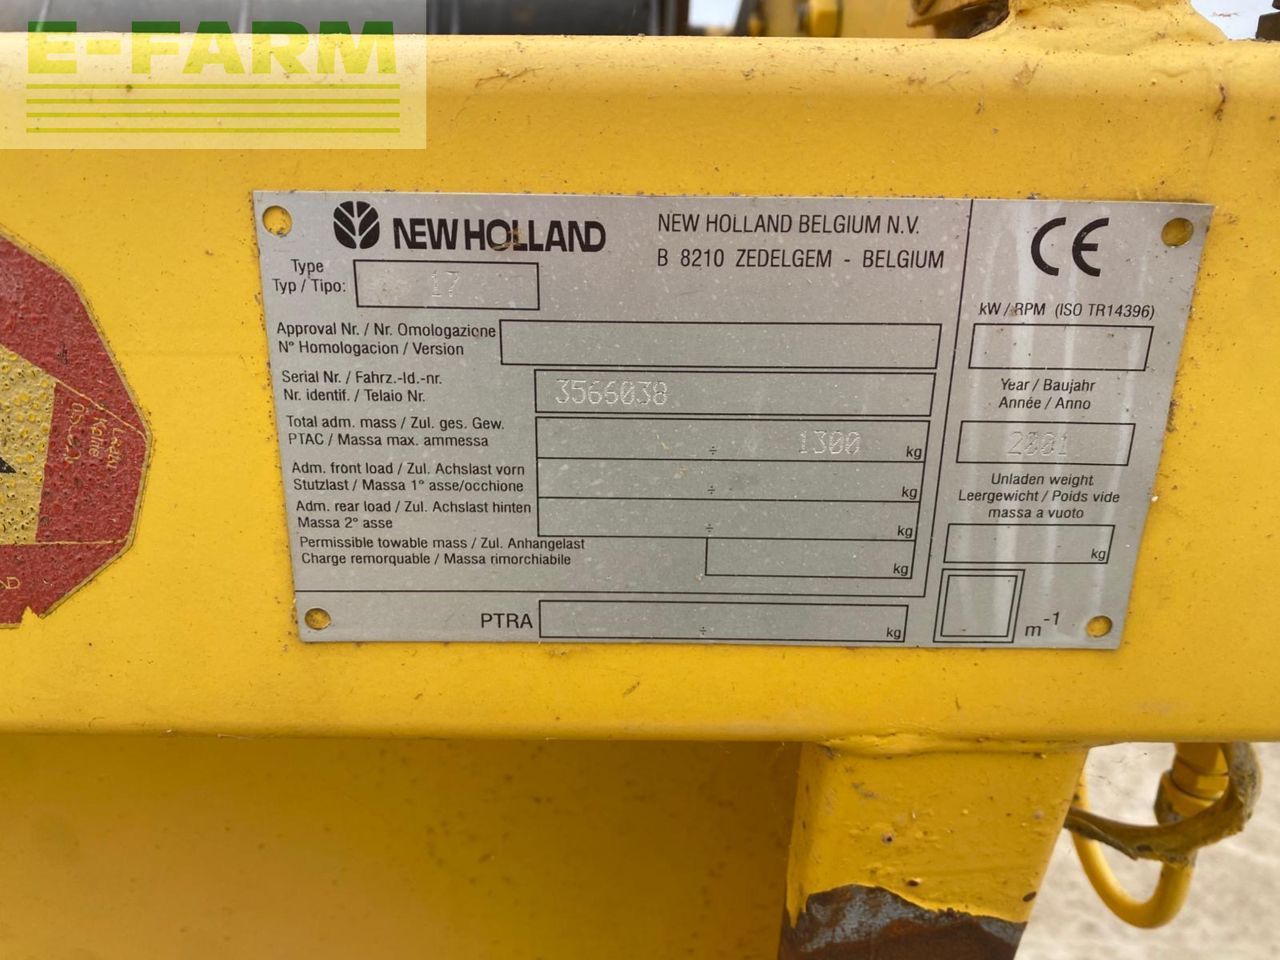 E-FARM
NEW HOLLAND
NEW HOLLAND BELGIUM N.V.
B 8210 ZEDELGEM - BELGIUM
CE
Type
Typ / Tipo:
17
Approval Nr. / Nr. Omologazione
N° Homologacion / Version
Serial Nr. / Fahrz.-Id.-nr.
Nr. identif. / Telaio Nr.
3566038
Total adm. mass / Zul. ges. Gew.
PTAC / Massa max. ammessa
÷ 1300 kg
Adm. front load / Zul. Achslast vorn
Stutzlast / Massa 1° asse/occhione
÷ kg
Adm. rear load / Zul. Achslast hinten
Massa 2° asse
÷ kg
Permissible towable mass / Zul. Anhangelast
Charge remorquable / Massa rimorchiabile
kg
PTRA ÷ kg
kW / RPM (ISO TR14396)
Year / Baujahr
Année / Anno
2001
Unladen weight
Leergewicht / Poids vide
massa a vuoto
kg
m-1